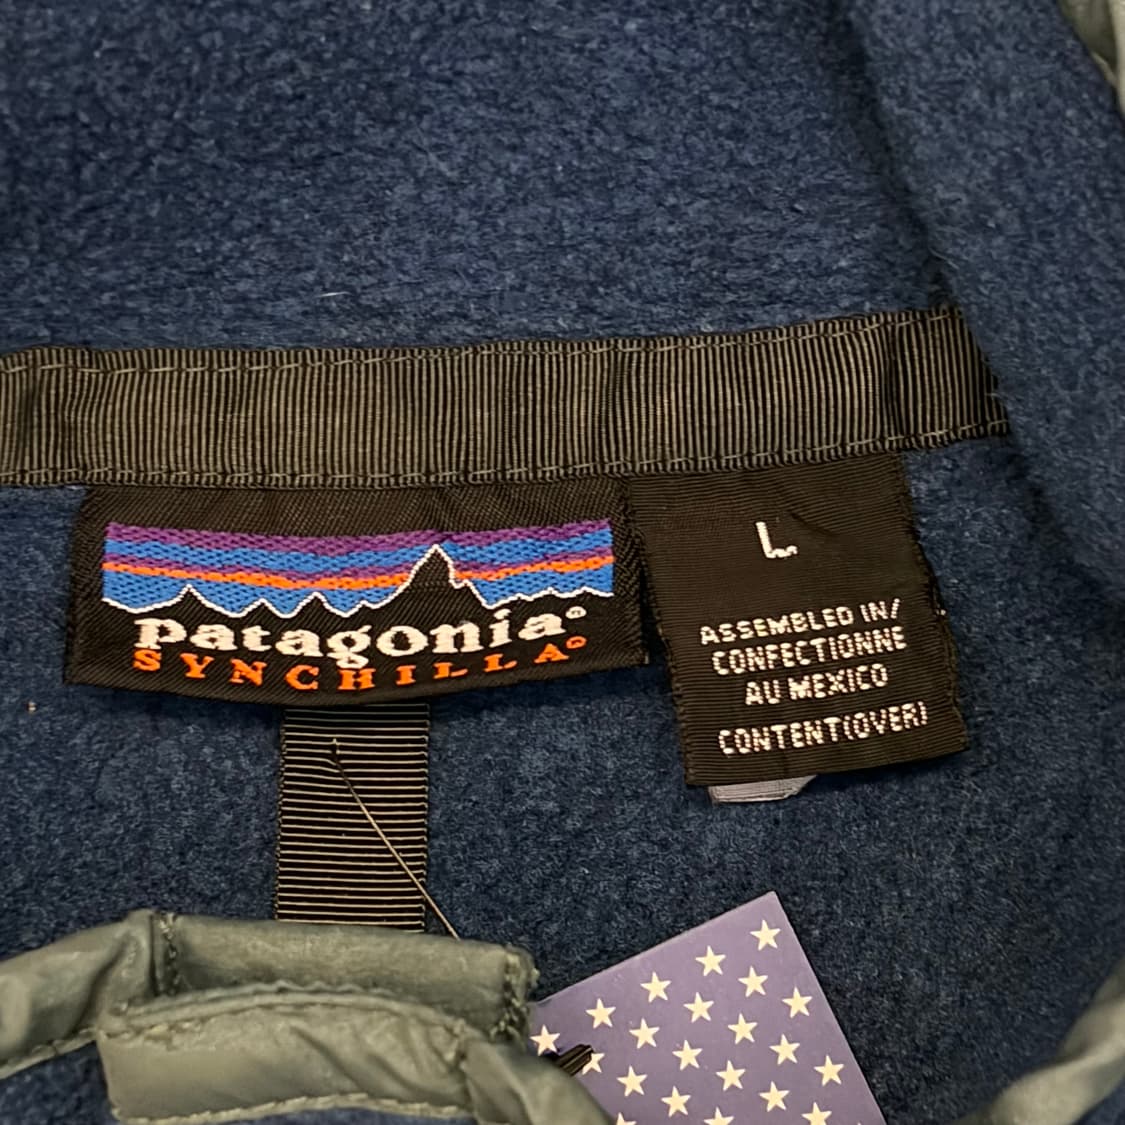 patagonia®
SYNCHILLA®
L
ASSEMBLED IN/
CONFECTIONNE
AU MEXICO
CONTENT(OVER)